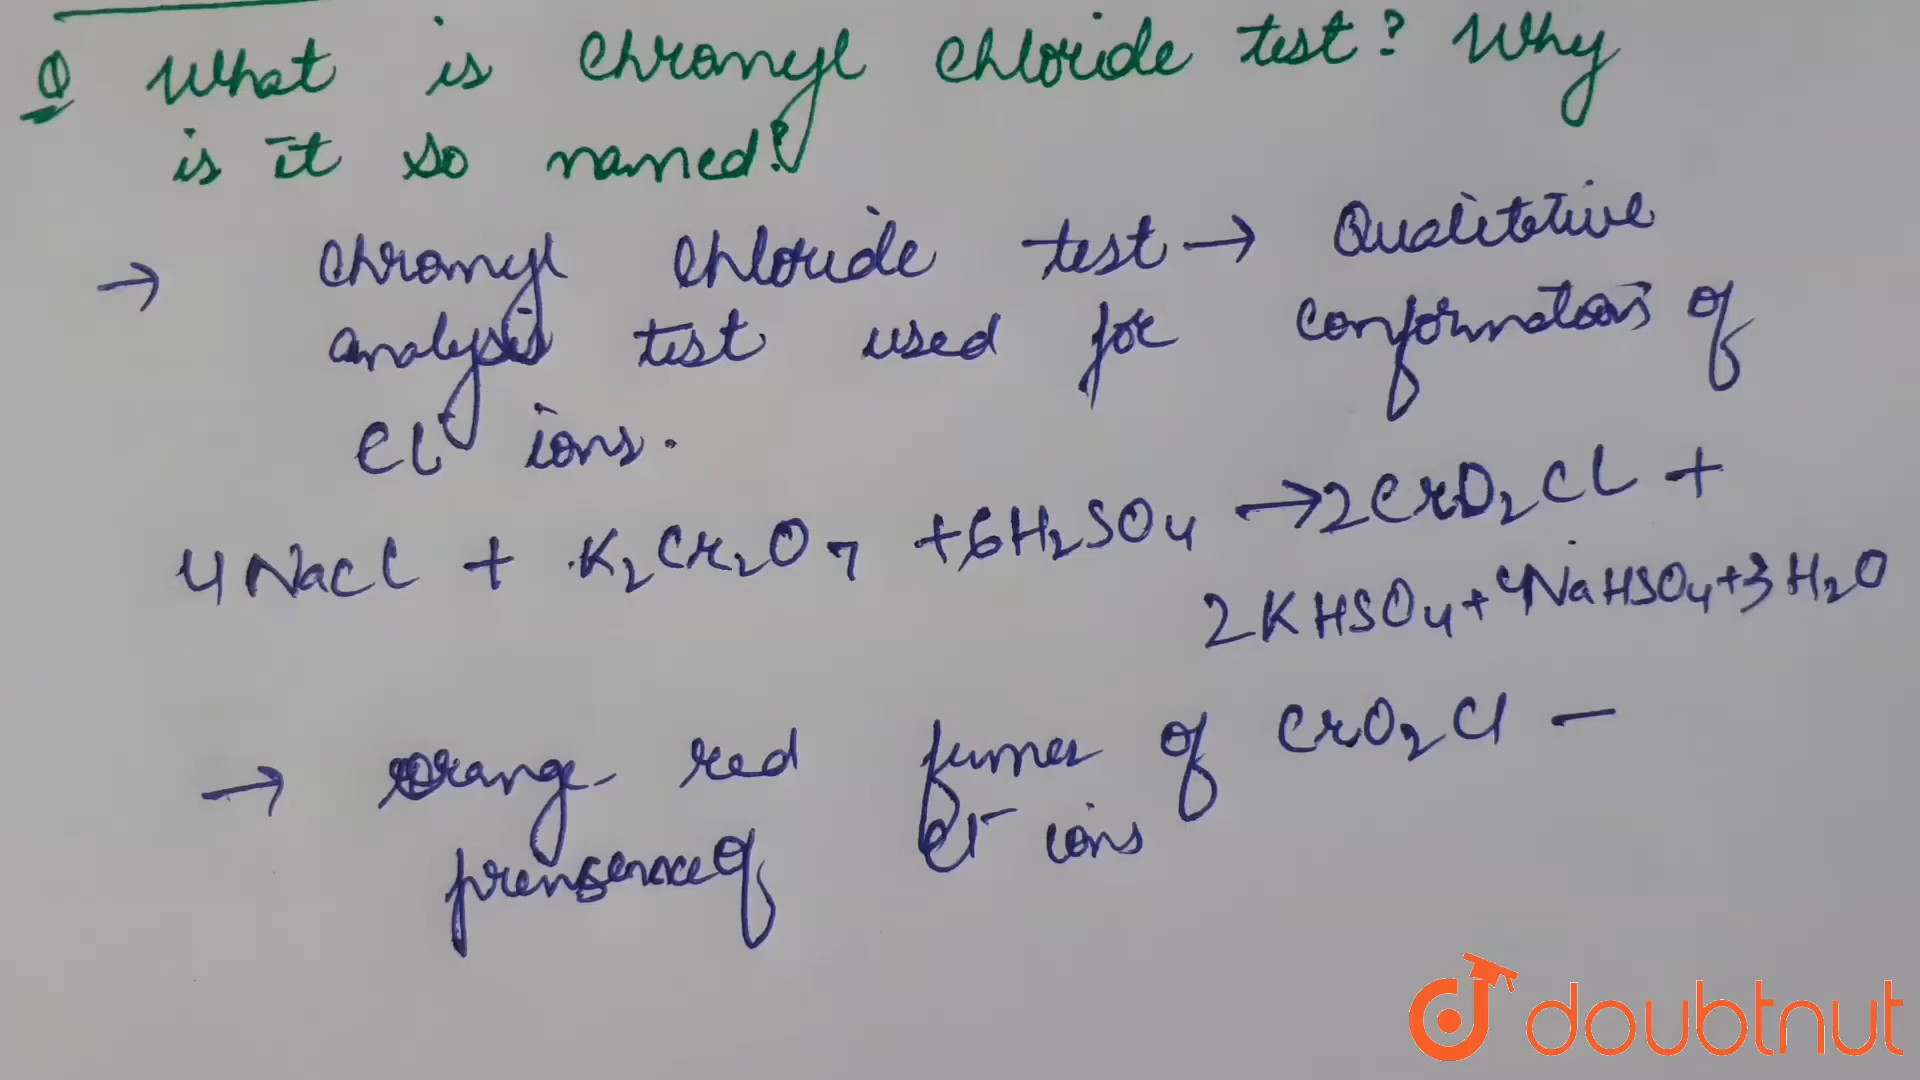 Q What is Chromyl Chloride test? Why
is it so named?
→ Chromyl Chloride test → Qualitative
analysis test used for conformation of
Cl⁻ ions.
4NaCl + K₂Cr₂O₇ + 6H₂SO₄ → 2CrO₂Cl +
2KHSO₄ + 4NaHSO₄ + 3H₂O
→ orange red fumes of CrO₂Cl –
prensence of Cl⁻ ions
doubtnut